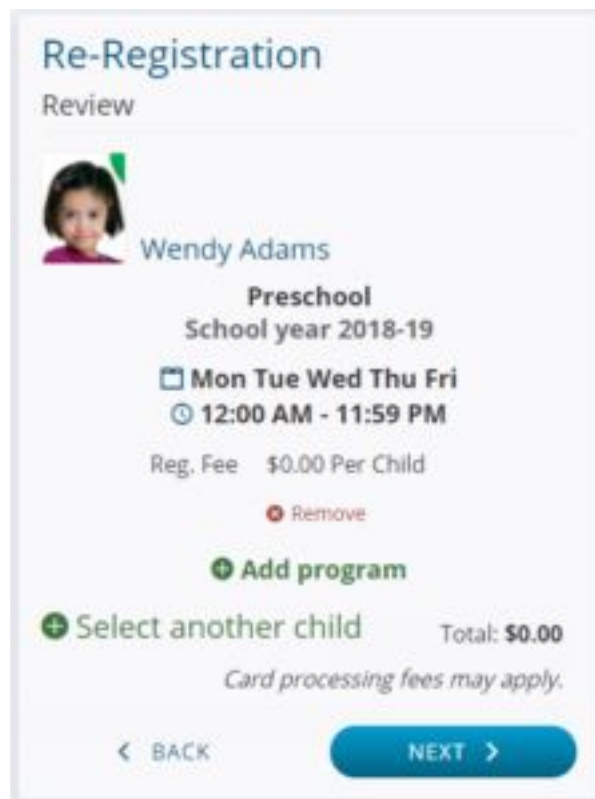 Re-Registration
Review
Wendy Adams
Preschool
School year 2018-19
Mon Tue Wed Thu Fri
12:00 AM - 11:59 PM
Reg. Fee $0.00 Per Child
Remove
Add program
Select another child Total: $0.00
Card processing fees may apply.
BACK NEXT